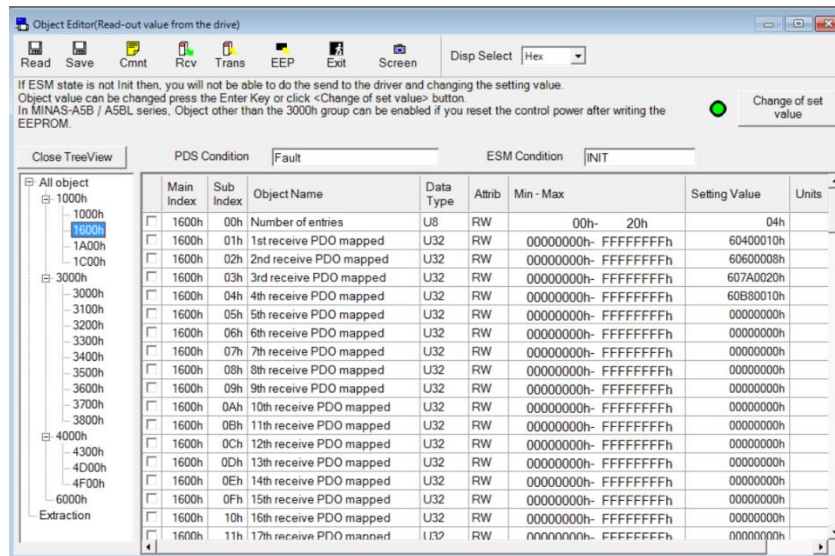 Object Editor(Read-out value from the drive)
Read Save Cmnt Rcv Trans EEP Exit Screen Disp Select Hex
If ESM state is not Init then, you will not be able to do the send to the driver and changing the setting value.
Object value can be changed press the Enter Key or click <Change of set value> button.
In MINAS-A5B / A5BL series, Object other than the 3000h group can be enabled if you reset the control power after writing the
EEPROM.
Change of set
value
Close TreeView PDS Condition Fault ESM Condition INIT
All object
1000h
1000h
1600h
1A00h
1C00h
3000h
3000h
3100h
3200h
3300h
3400h
3500h
3600h
3700h
3800h
4000h
4300h
4D00h
4F00h
6000h
Extraction
Main Index Sub Index Object Name Data Type Attrib Min - Max Setting Value Units
1600h 00h Number of entries U8 RW 00h- 20h 04h
1600h 01h 1st receive PDO mapped U32 RW 00000000h- FFFFFFFFh 60400010h
1600h 02h 2nd receive PDO mapped U32 RW 00000000h- FFFFFFFFh 60600008h
1600h 03h 3rd receive PDO mapped U32 RW 00000000h- FFFFFFFFh 607A0020h
1600h 04h 4th receive PDO mapped U32 RW 00000000h- FFFFFFFFh 60B80010h
1600h 05h 5th receive PDO mapped U32 RW 00000000h- FFFFFFFFh 00000000h
1600h 06h 6th receive PDO mapped U32 RW 00000000h- FFFFFFFFh 00000000h
1600h 07h 7th receive PDO mapped U32 RW 00000000h- FFFFFFFFh 00000000h
1600h 08h 8th receive PDO mapped U32 RW 00000000h- FFFFFFFFh 00000000h
1600h 09h 9th receive PDO mapped U32 RW 00000000h- FFFFFFFFh 00000000h
1600h 0Ah 10th receive PDO mapped U32 RW 00000000h- FFFFFFFFh 00000000h
1600h 0Bh 11th receive PDO mapped U32 RW 00000000h- FFFFFFFFh 00000000h
1600h 0Ch 12th receive PDO mapped U32 RW 00000000h- FFFFFFFFh 00000000h
1600h 0Dh 13th receive PDO mapped U32 RW 00000000h- FFFFFFFFh 00000000h
1600h 0Eh 14th receive PDO mapped U32 RW 00000000h- FFFFFFFFh 00000000h
1600h 0Fh 15th receive PDO mapped U32 RW 00000000h- FFFFFFFFh 00000000h
1600h 10h 16th receive PDO mapped U32 RW 00000000h- FFFFFFFFh 00000000h
1600h 11h 17th receive PDO mapped U32 RW 00000000h- FFFFFFFFh 00000000h